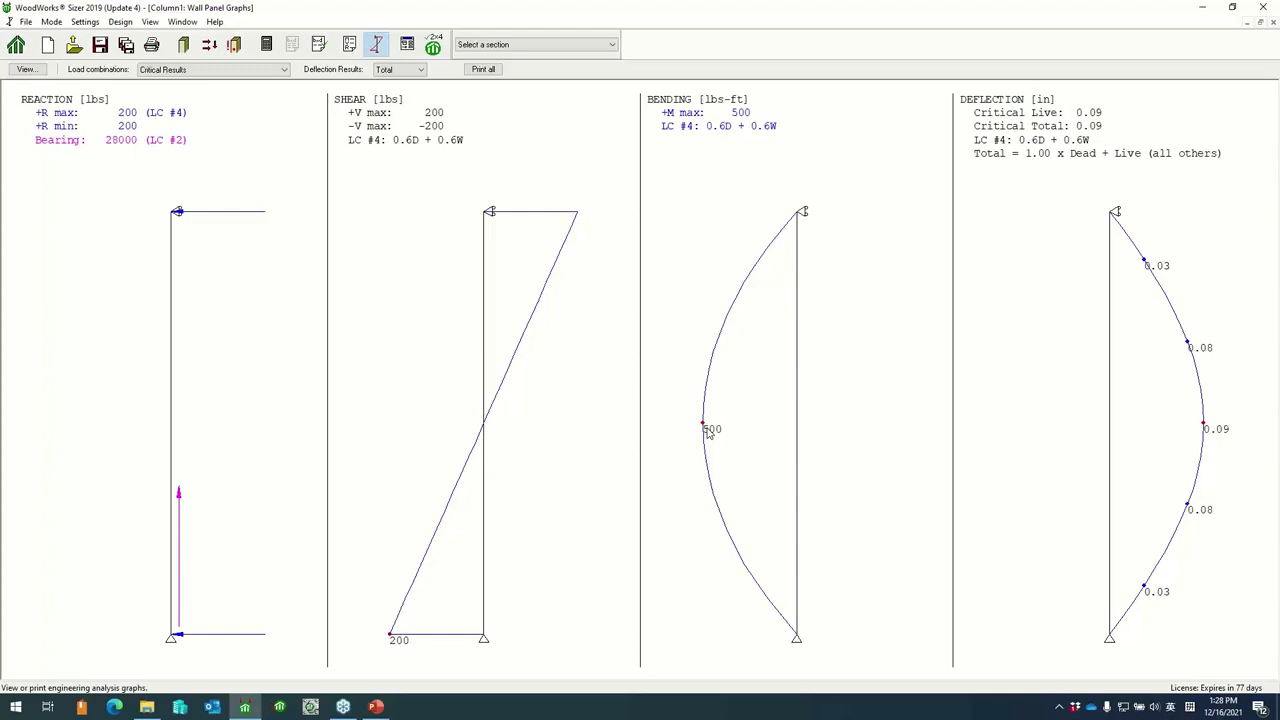 WoodWorks® Sizer 2019 (Update 4) - [Column1: Wall Panel Graphs]
File Mode Settings Design View Window Help
Select a section
View... Load combinations: Critical Results Deflection Results: Total Print all
REACTION [lbs]
+R max: 200 (LC #4)
+R min: 200
Bearing: 28000 (LC #2)
SHEAR [lbs]
+V max: 200
-V max: -200
LC #4: 0.6D + 0.6W
200
BENDING [lbs-ft]
+M max: 500
LC #4: 0.6D + 0.6W
500
DEFLECTION [in]
Critical Live: 0.09
Critical Total: 0.09
LC #4: 0.6D + 0.6W
Total = 1.00 x Dead + Live (all others)
0.03
0.08
0.09
0.08
0.03
View or print engineering analysis graphs. License: Expires in 77 days
1:28 PM
12/16/2021